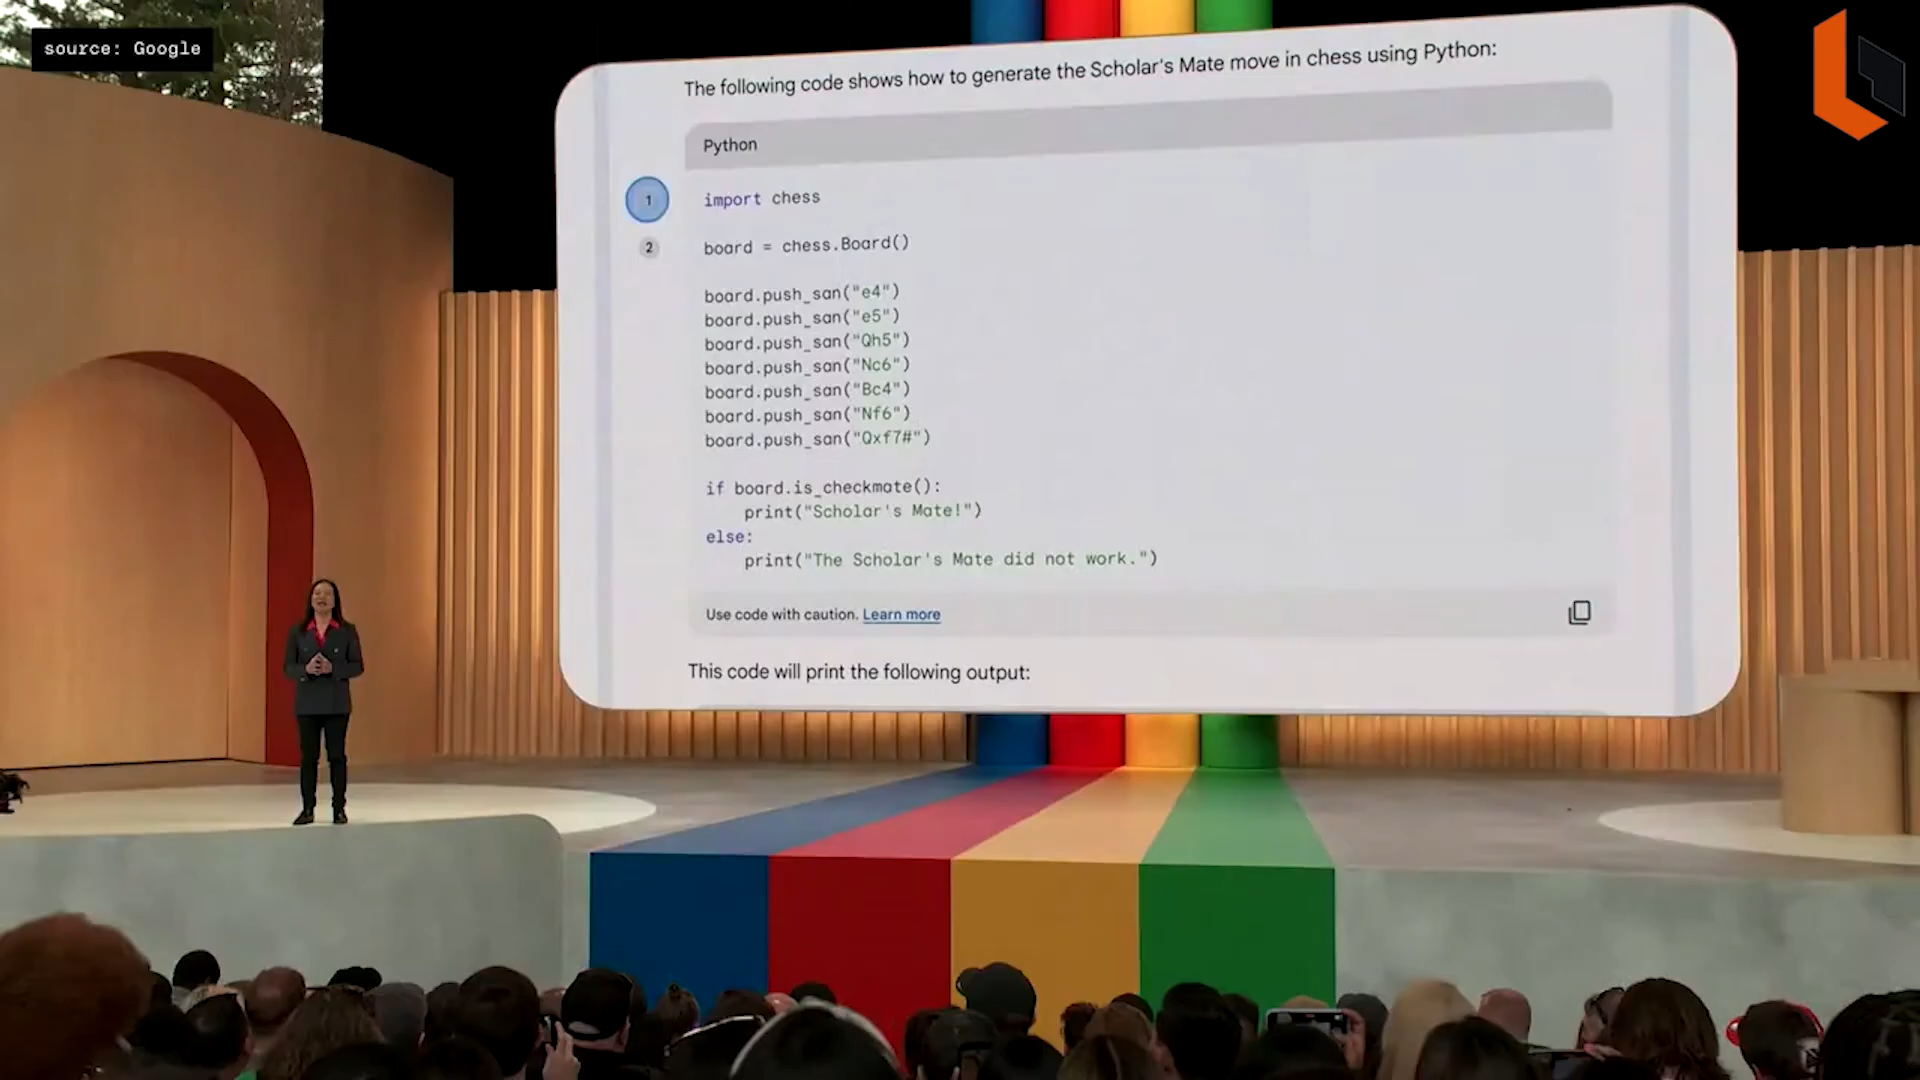 source: Google
The following code shows how to generate the Scholar's Mate move in chess using Python:
Python
1
import chess
2
board = chess.Board()
board.push_san("e4")
board.push_san("e5")
board.push_san("Qh5")
board.push_san("Nc6")
board.push_san("Bc4")
board.push_san("Nf6")
board.push_san("Qxf7#")
if board.is_checkmate():
print("Scholar's Mate!")
else:
print("The Scholar's Mate did not work.")
Use code with caution. Learn more
This code will print the following output: